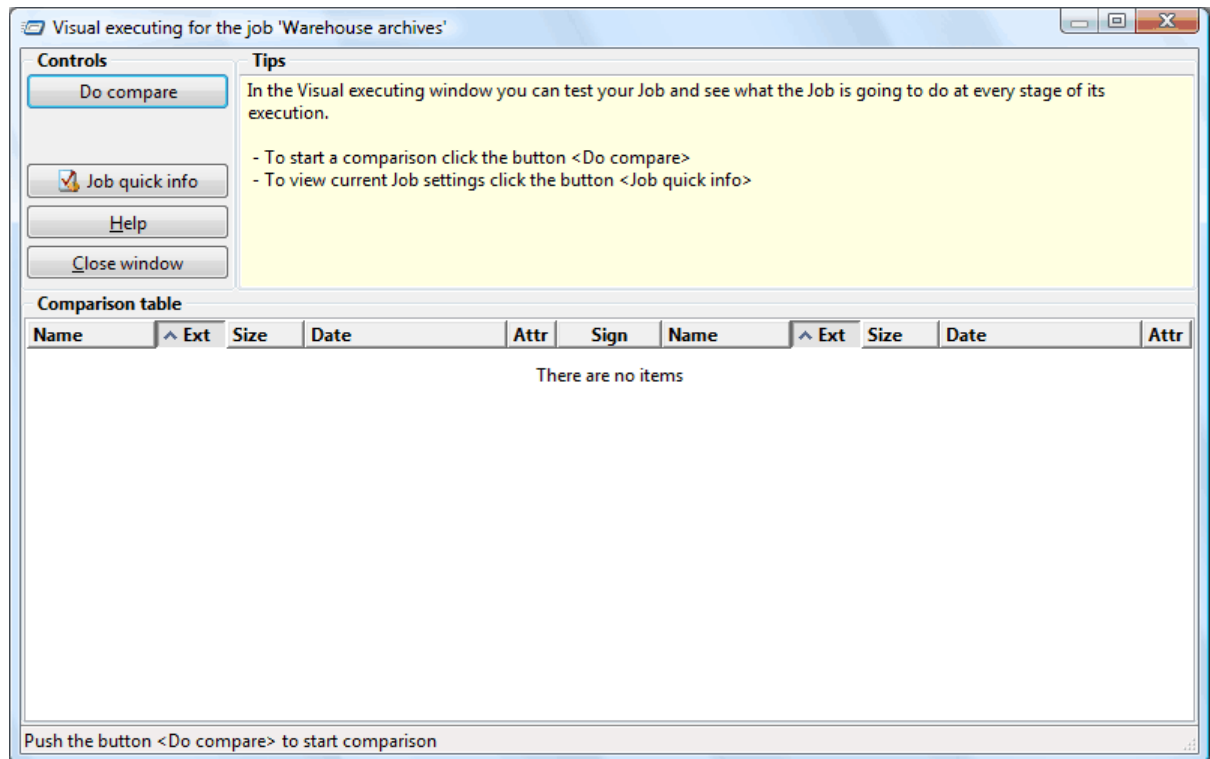 Visual executing for the job 'Warehouse archives'
Controls
Do compare
Job quick info
Help
Close window
Tips
In the Visual executing window you can test your Job and see what the Job is going to do at every stage of its
execution.
- To start a comparison click the button <Do compare>
- To view current Job settings click the button <Job quick info>
Comparison table
Name Ext Size Date Attr Sign Name Ext Size Date Attr
There are no items
Push the button <Do compare> to start comparison